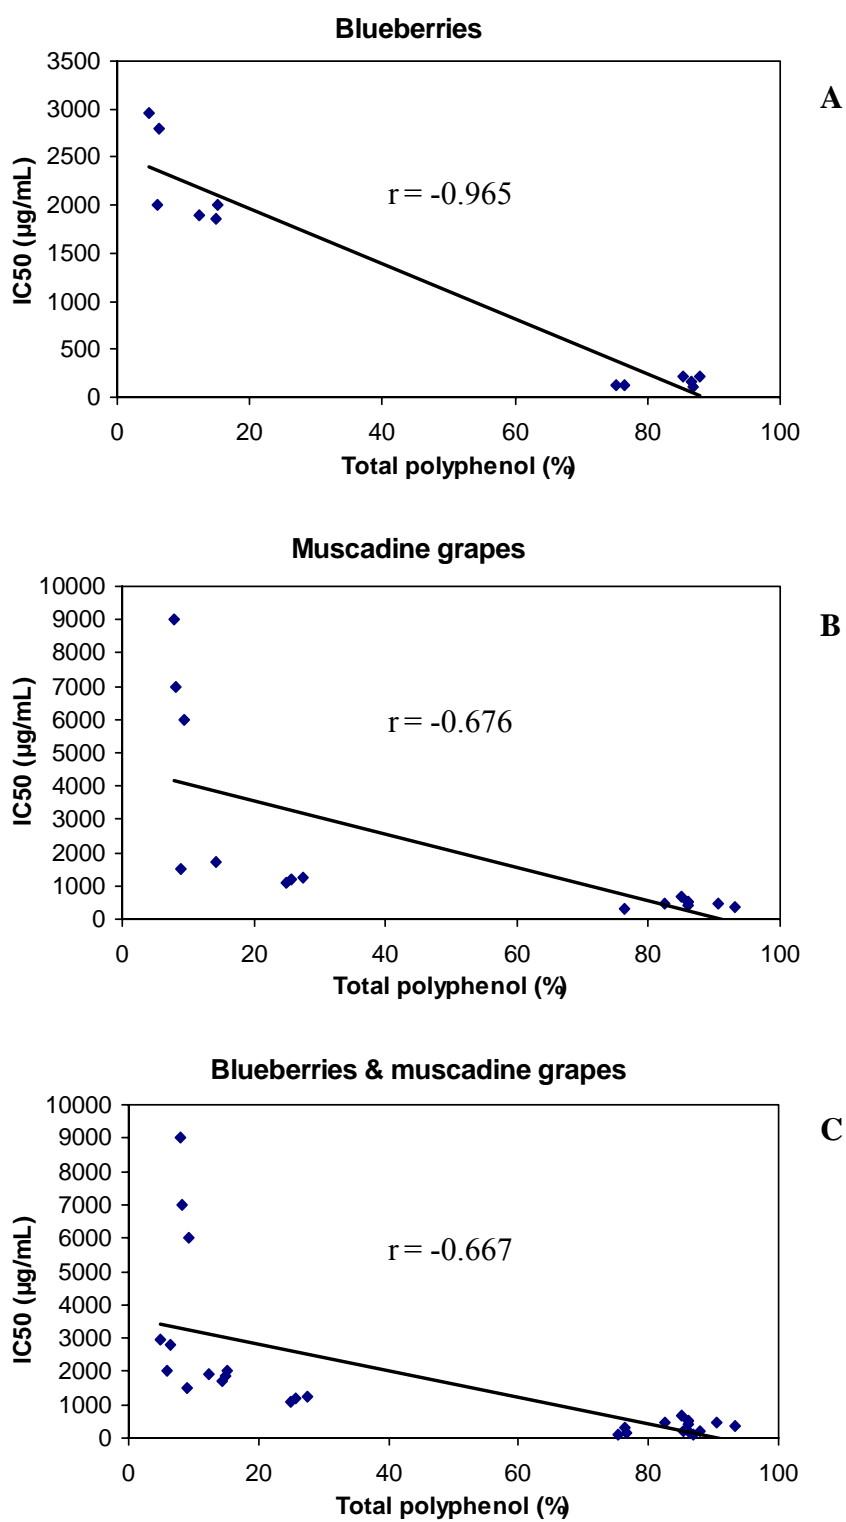 Blueberries
A
3500
3000
2500
2000
1500
1000
500
0
IC50 (µg/mL)
r = -0.965
0 20 40 60 80 100
Total polyphenol (%)
Muscadine grapes
B
10000
9000
8000
7000
6000
5000
4000
3000
2000
1000
0
IC50 (µg/mL)
r = -0.676
0 20 40 60 80 100
Total polyphenol (%)
Blueberries & muscadine grapes
C
10000
9000
8000
7000
6000
5000
4000
3000
2000
1000
0
IC50 (µg/mL)
r = -0.667
0 20 40 60 80 100
Total polyphenol (%)